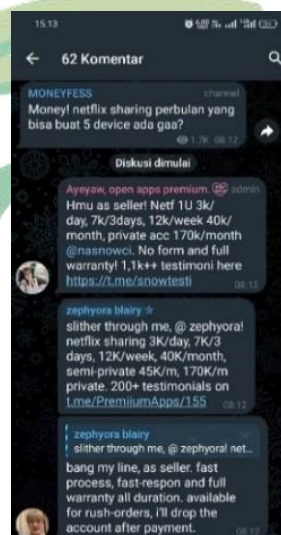 15.13
62 Komentar
MONEYFESS channel
Money! netflix sharing perbulan yang
bisa buat 5 device ada gaa?
1.7K 08:12
Diskusi dimulai
Ayeyaw, open apps premium. admin
Hmu as seller! Netf 1U 3k/
day, 7k/3days, 12k/week 40k/
month, private acc 170k/month
@nasnowci. No form and full
warranty! 1,1k++ testimoni here
https://t.me/snowtesti 08:12
zephyora blairy
slither through me, @ zephyora!
netflix sharing 3K/day, 7K/3
days, 12K/week, 40K/month,
semi-private 45K/m, 170K/m
private. 200+ testimonials on
t.me/PremiiumApps/155 08:12
zephyora blairy
slither through me, @ zephyora! net...
bang my line, as seller. fast
process, fast-respon and full
warranty all duration. available
for rush-orders, i'll drop the
account after payment. 08:12